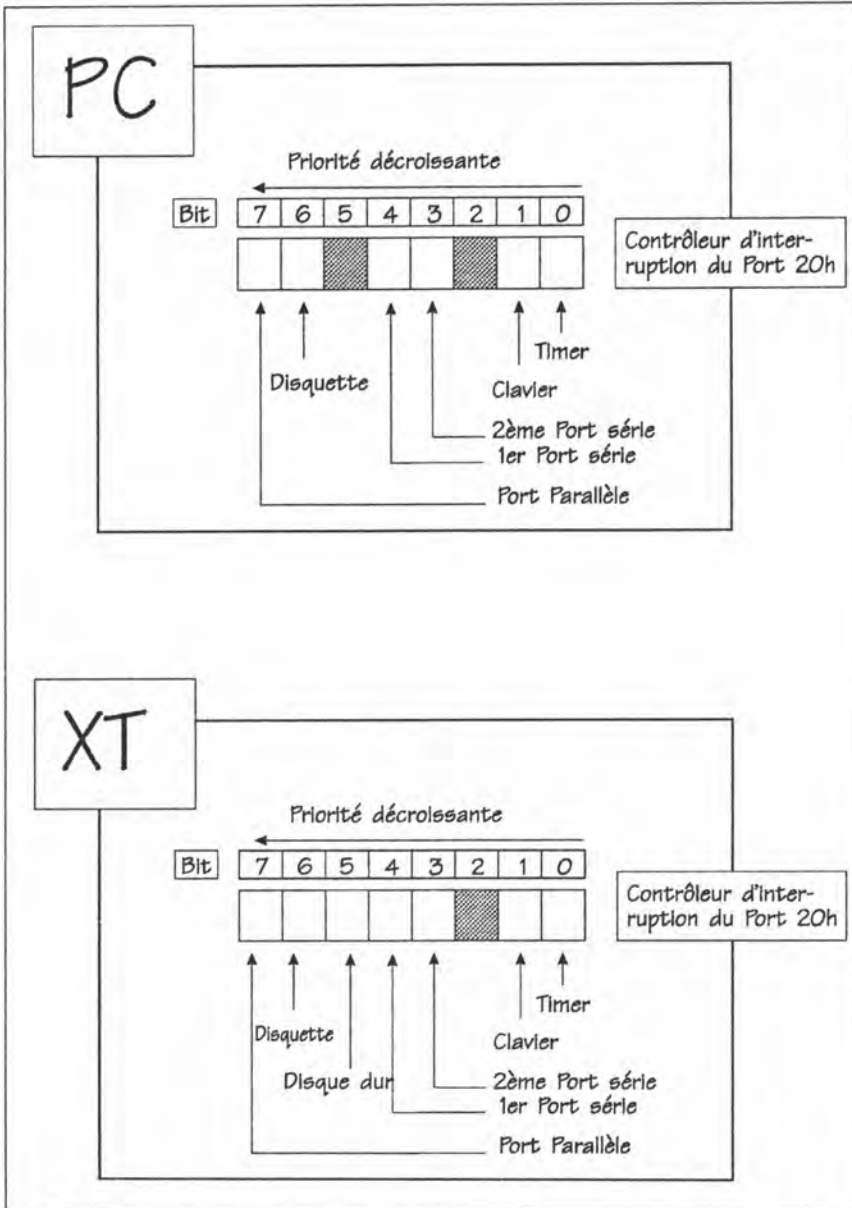 PC
Priorité décroissante
Bit 7 6 5 4 3 2 1 0
Contrôleur d'inter-
ruption du Port 20h
Timer
Disquette
Clavier
2ème Port série
1er Port série
Port Parallèle
XT
Priorité décroissante
Bit 7 6 5 4 3 2 1 0
Contrôleur d'inter-
ruption du Port 20h
Timer
Disquette
Clavier
Disque dur
2ème Port série
1er Port série
Port Parallèle